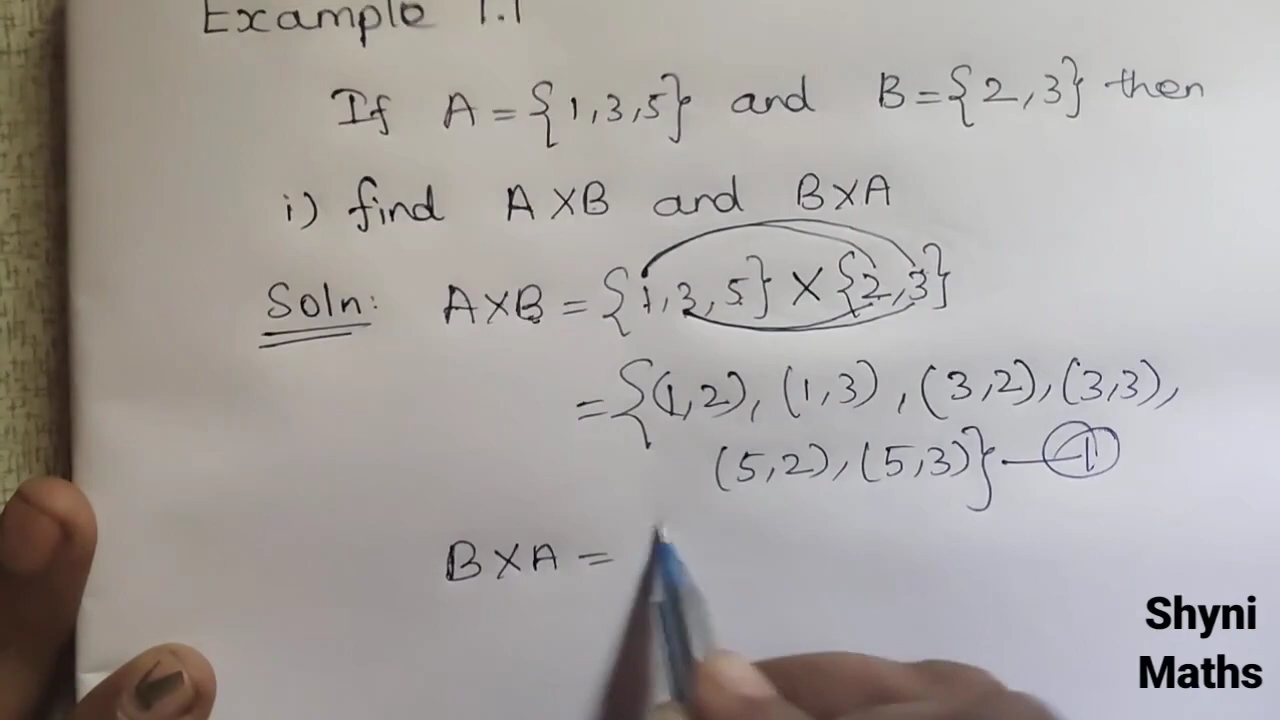 Example 1.1
If A = {1,3,5} and B = {2,3} then
i) find A×B and B×A
Soln: A×B = {1,3,5} × {2,3}
= {(1,2), (1,3), (3,2), (3,3),
(5,2), (5,3)} — ①
B×A =
Shyni
Maths